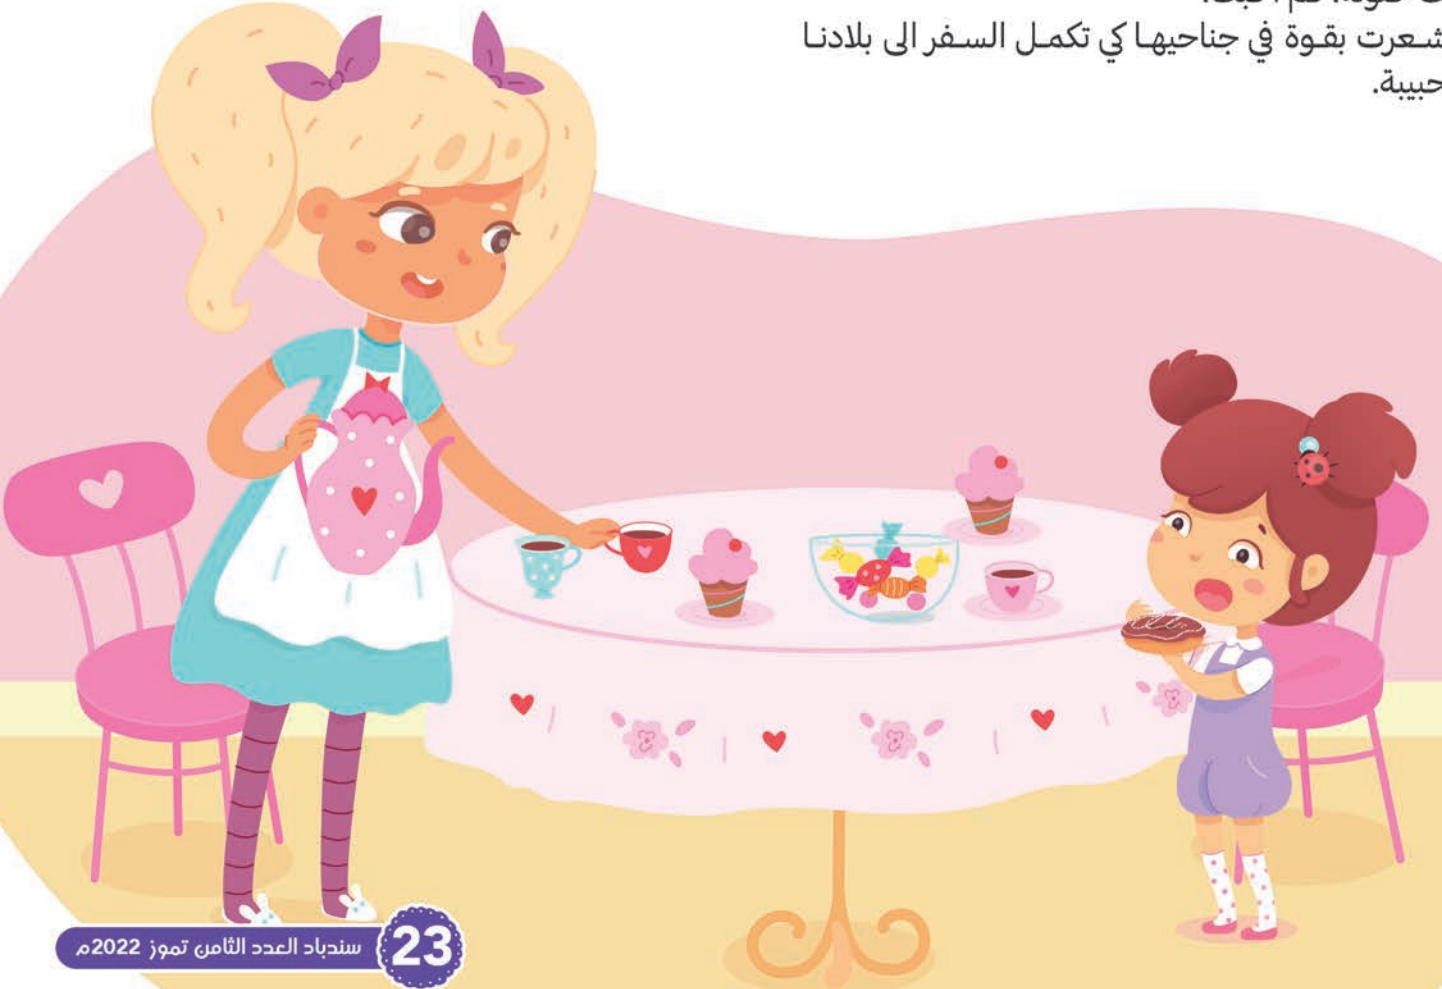 شعرت بقوة في جناحيها كي تكمل السفر الى بلادنا
حبيبة.
سندباد العدد الثامن تموز 2022م
23